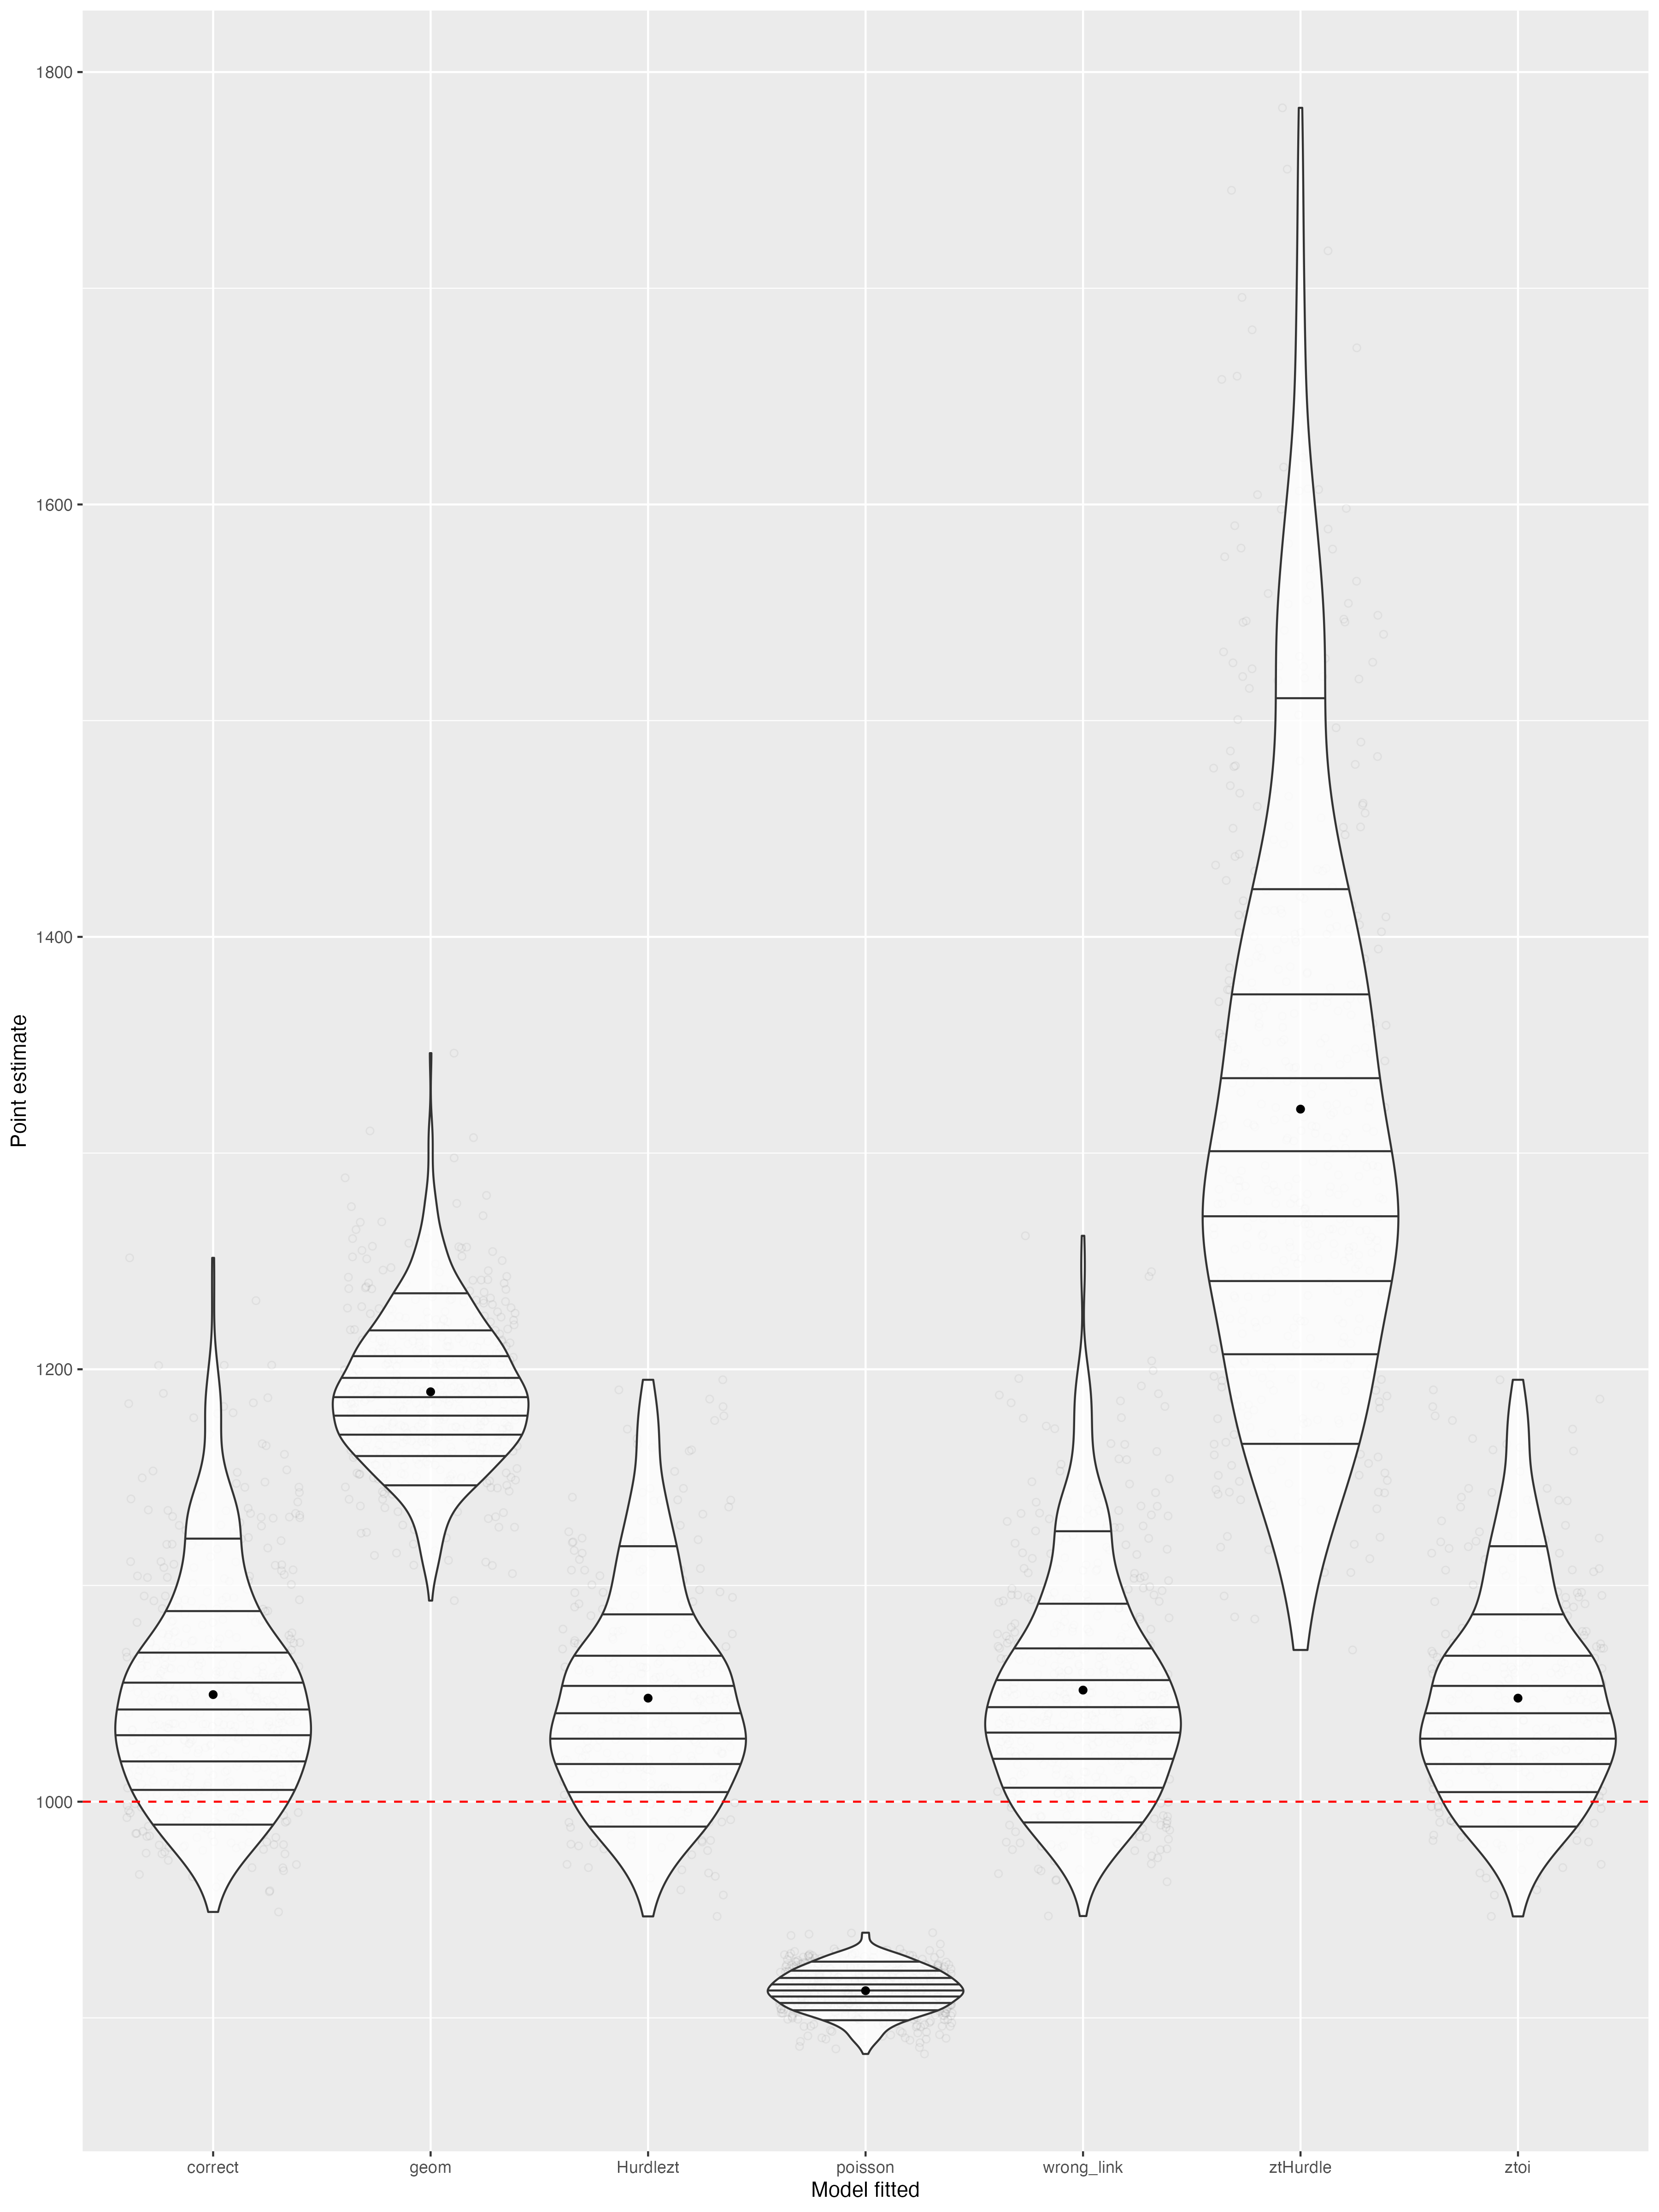 Point estimate
1800
1600
1400
1200
1000
correct geom Hurdlezt poisson wrong_link ztHurdle ztoi
Model fitted